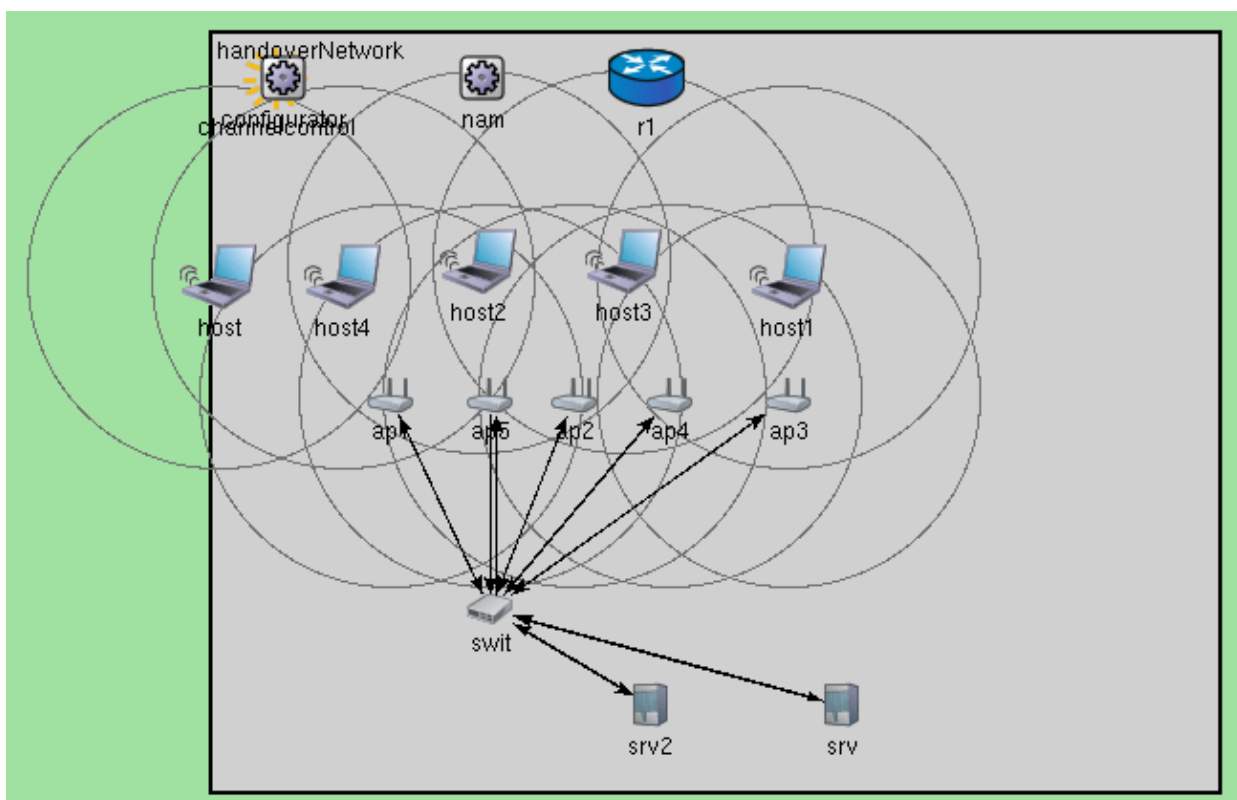 handoverNetwork
configurator
channelcontrol
nam
r1
host
host4
host2
host3
host1
ap1
ap5
ap2
ap4
ap3
swit
srv2
srv